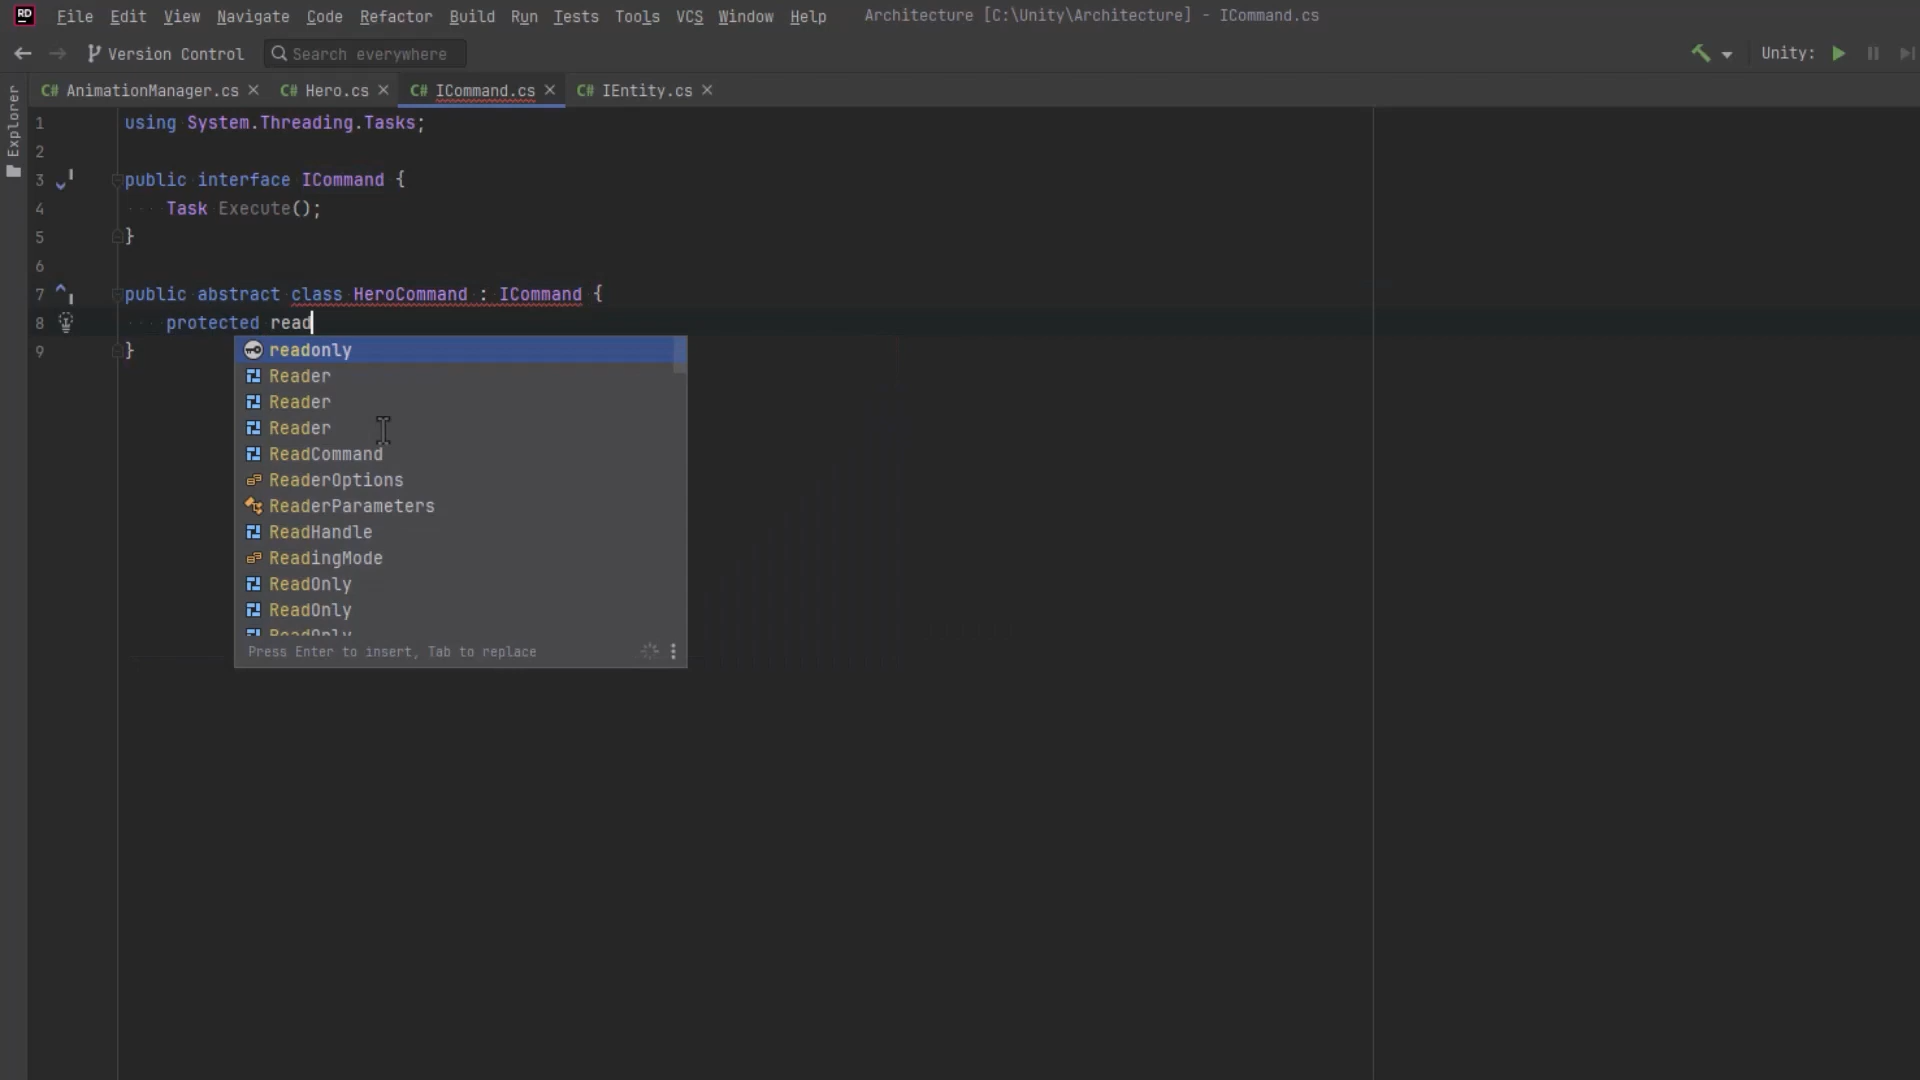 RD File Edit View Navigate Code Refactor Build Run Tests Tools VCS Window Help Architecture [C:\Unity\Architecture] - ICommand.cs
Version Control Search everywhere Unity:
C# AnimationManager.cs C# Hero.cs C# ICommand.cs C# IEntity.cs
Explorer
1 using System.Threading.Tasks;
2
3 public interface ICommand {
4 Task Execute();
5 }
6
7 public abstract class HeroCommand : ICommand {
8 protected read
9 }
readonly
Reader
Reader
Reader
ReadCommand
ReaderOptions
ReaderParameters
ReadHandle
ReadingMode
ReadOnly
ReadOnly
ReadOnly
Press Enter to insert, Tab to replace